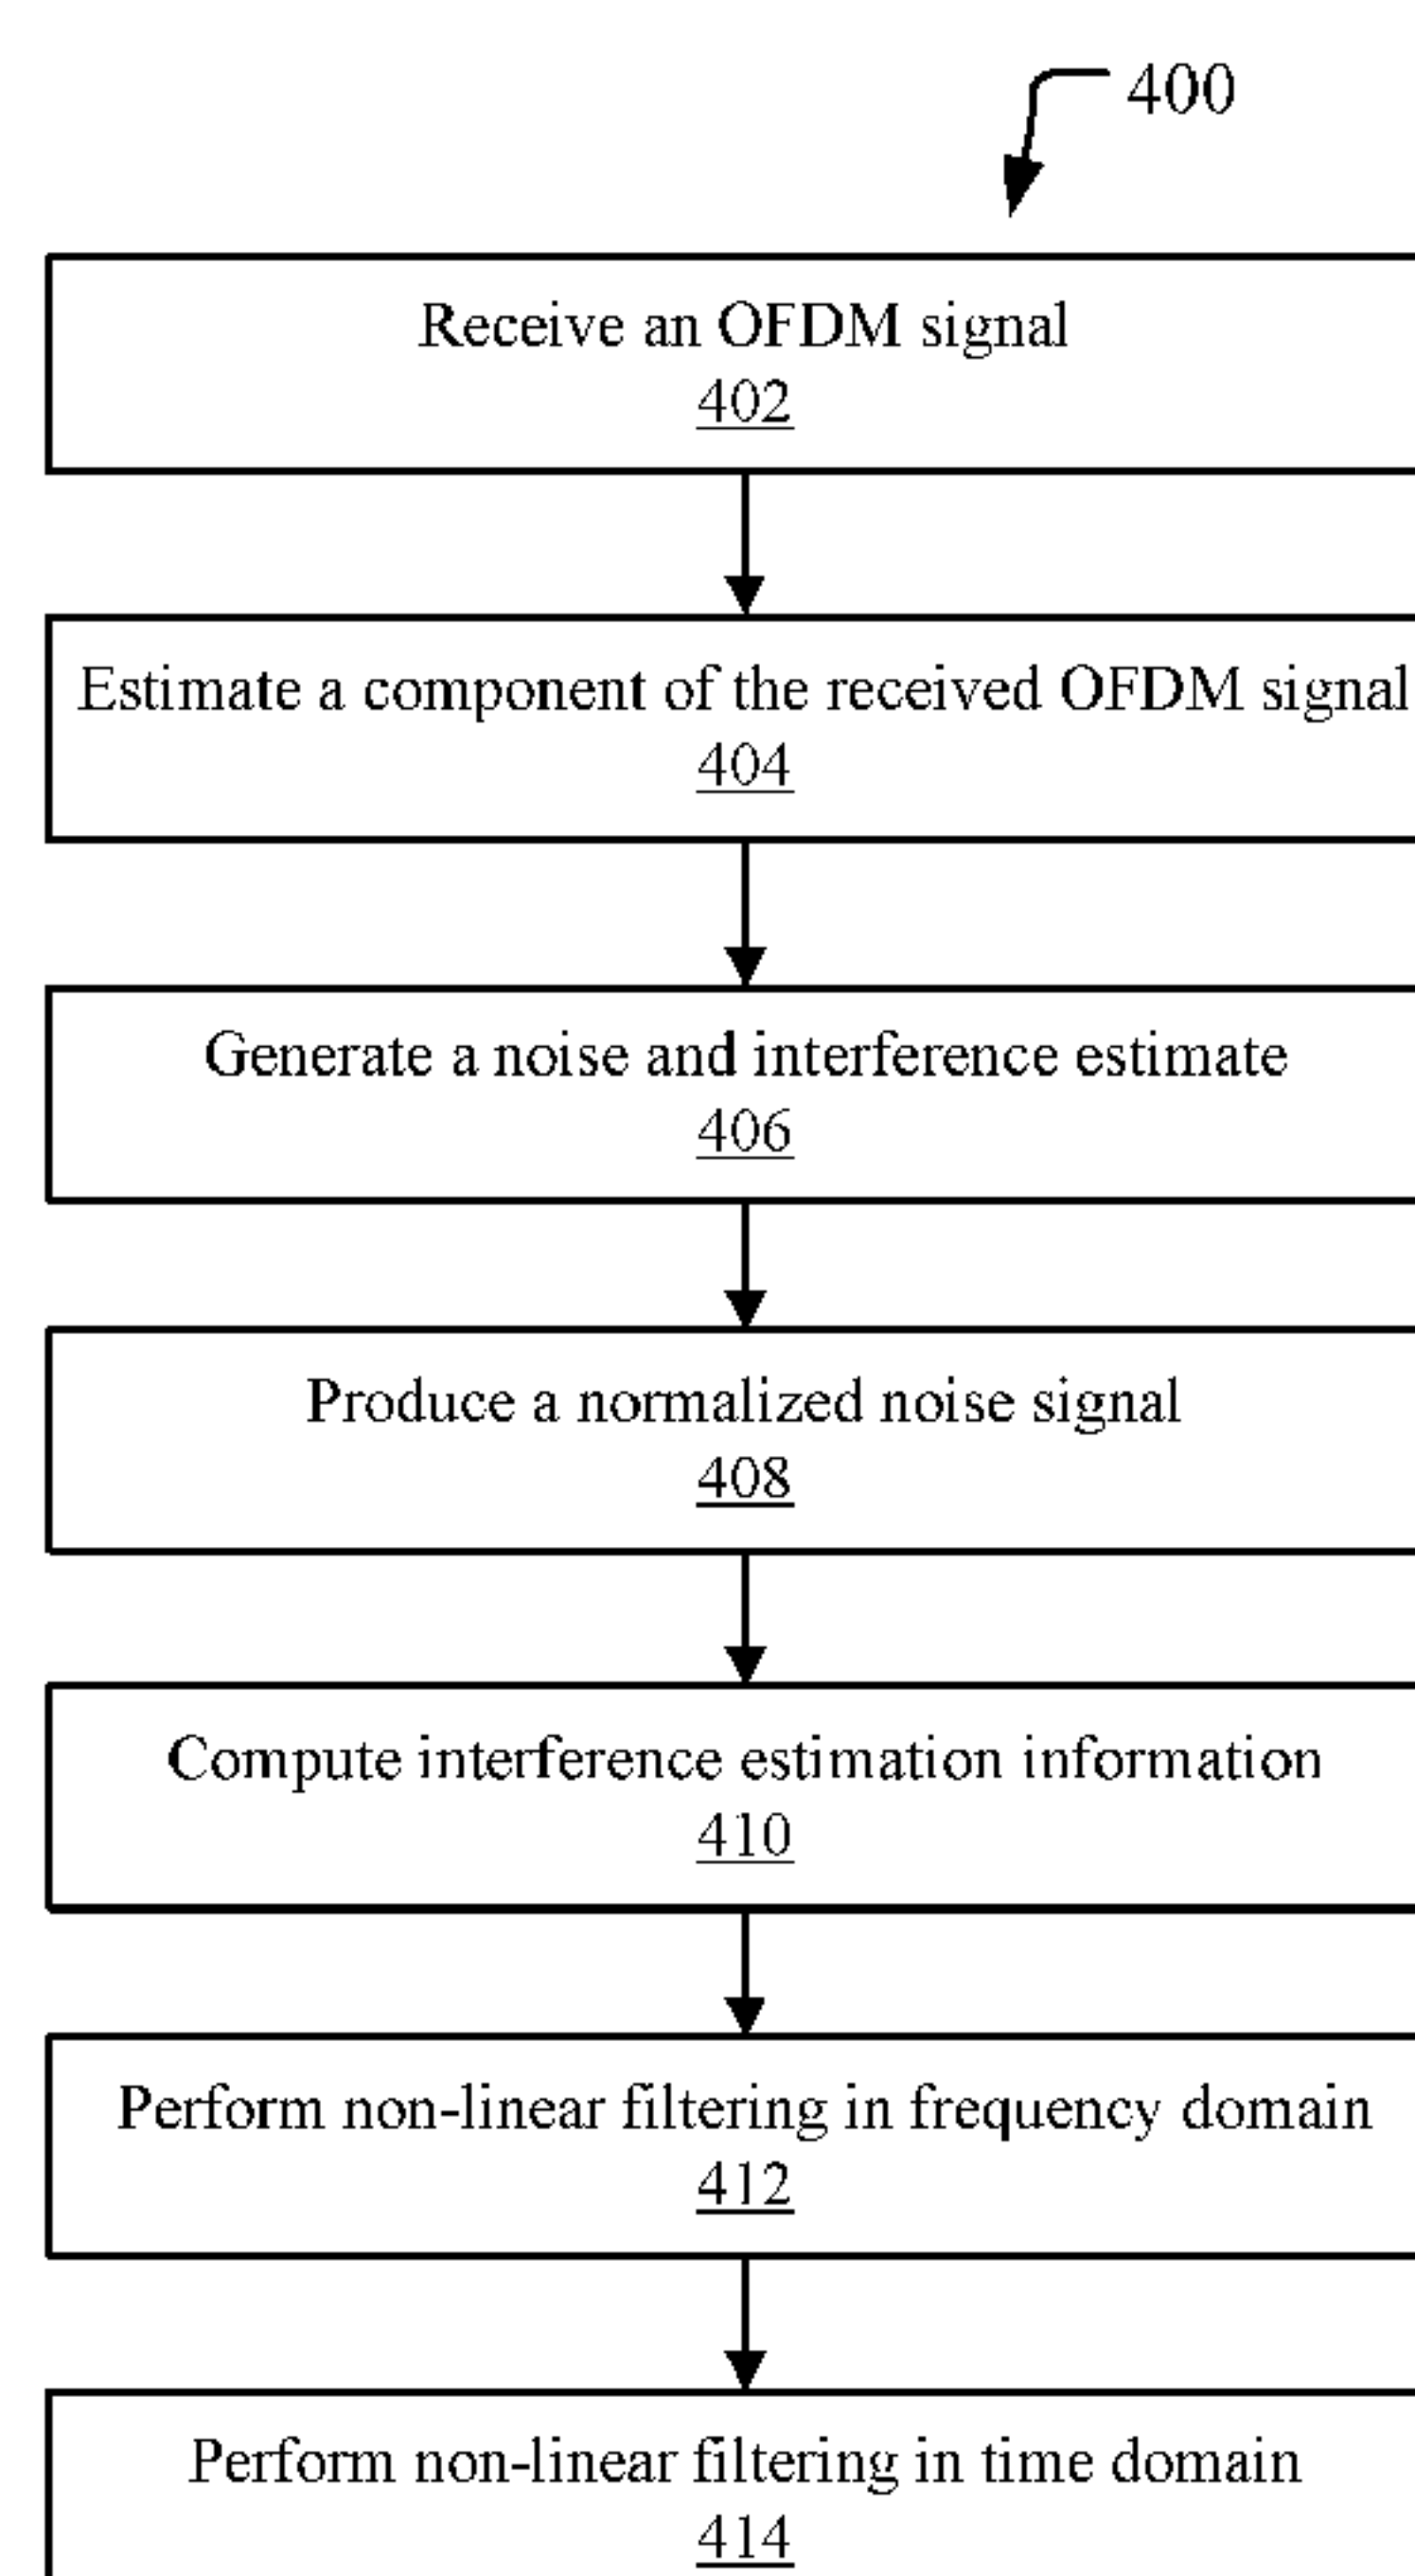 400
Receive an OFDM signal
402
Estimate a component of the received OFDM signal
404
Generate a noise and interference estimate
406
Produce a normalized noise signal
408
Compute interference estimation information
410
Perform non-linear filtering in frequency domain
412
Perform non-linear filtering in time domain
414